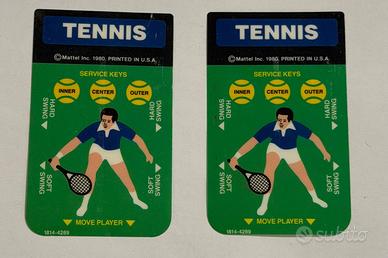 TENNIS
©Mattel Inc. 1980. PRINTED IN U.S.A.
SERVICE KEYS
INNER CENTER OUTER
HARD SWING
HARD SWING
SOFT SWING
SOFT SWING
MOVE PLAYER
1814-4289
TENNIS
©Mattel Inc. 1980. PRINTED IN U.S.A.
SERVICE KEYS
INNER CENTER OUTER
HARD SWING
HARD SWING
SOFT SWING
SOFT SWING
MOVE PLAYER
1814-4289
subito